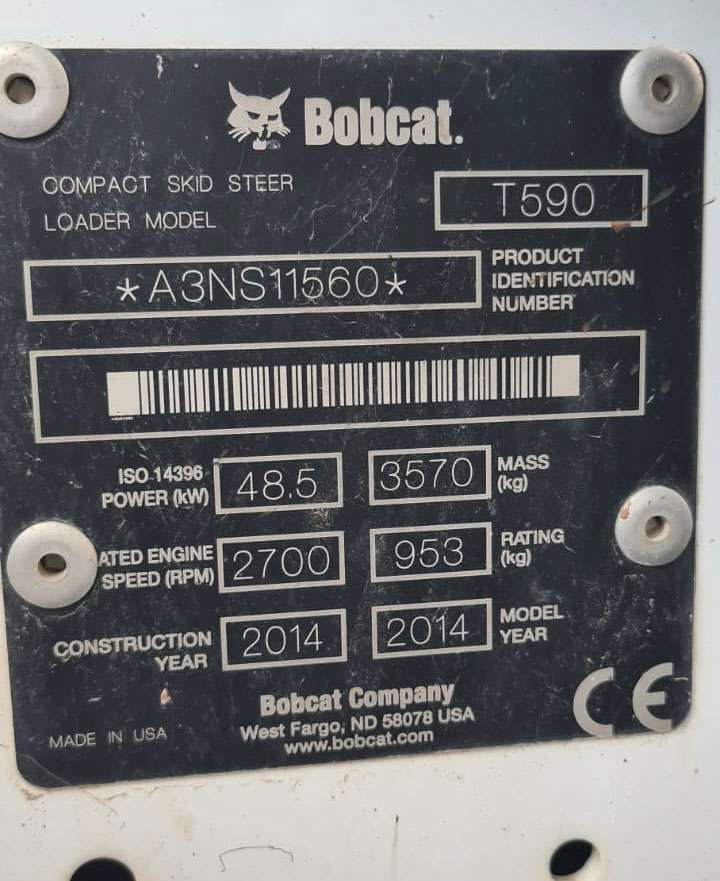 Bobcat.
COMPACT SKID STEER
LOADER MODEL
T590
*A3NS11560*
PRODUCT
IDENTIFICATION
NUMBER
ISO 14396
POWER (kW)
48.5
3570
MASS
(kg)
ATED ENGINE
SPEED (RPM)
2700
953
RATING
(kg)
CONSTRUCTION
YEAR
2014
2014
MODEL
YEAR
Bobcat Company
West Fargo, ND 58078 USA
www.bobcat.com
MADE IN USA
CE